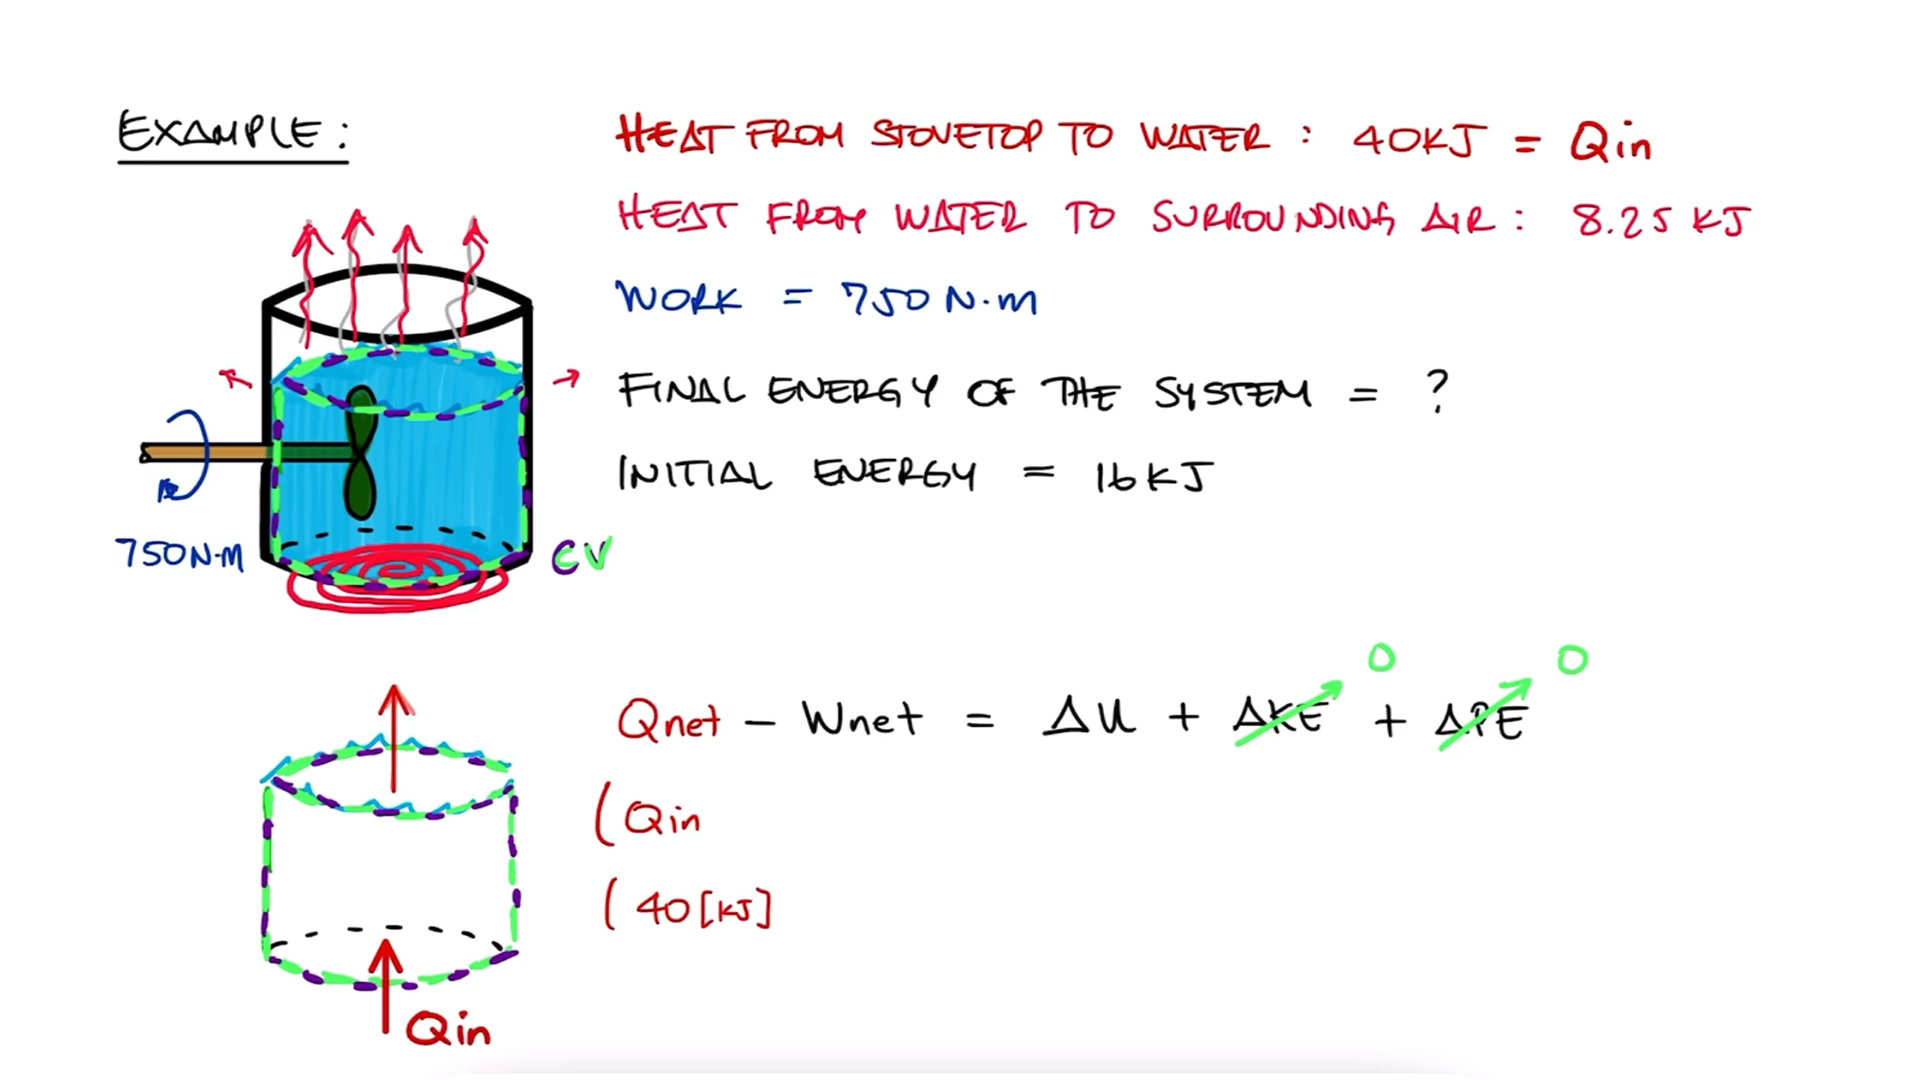 EXAMPLE:
HEAT FROM STOVETOP TO WATER : 40KJ = Qin
HEAT FROM WATER TO SURROUNDING AIR : 8.25 KJ
WORK = 750 N·m
FINAL ENERGY OF THE SYSTEM = ?
INITIAL ENERGY = 16KJ
750N·M
CV
0 0
Qnet - Wnet = ΔU + ΔKE + ΔPE
(Qin
(40[KJ]
Qin